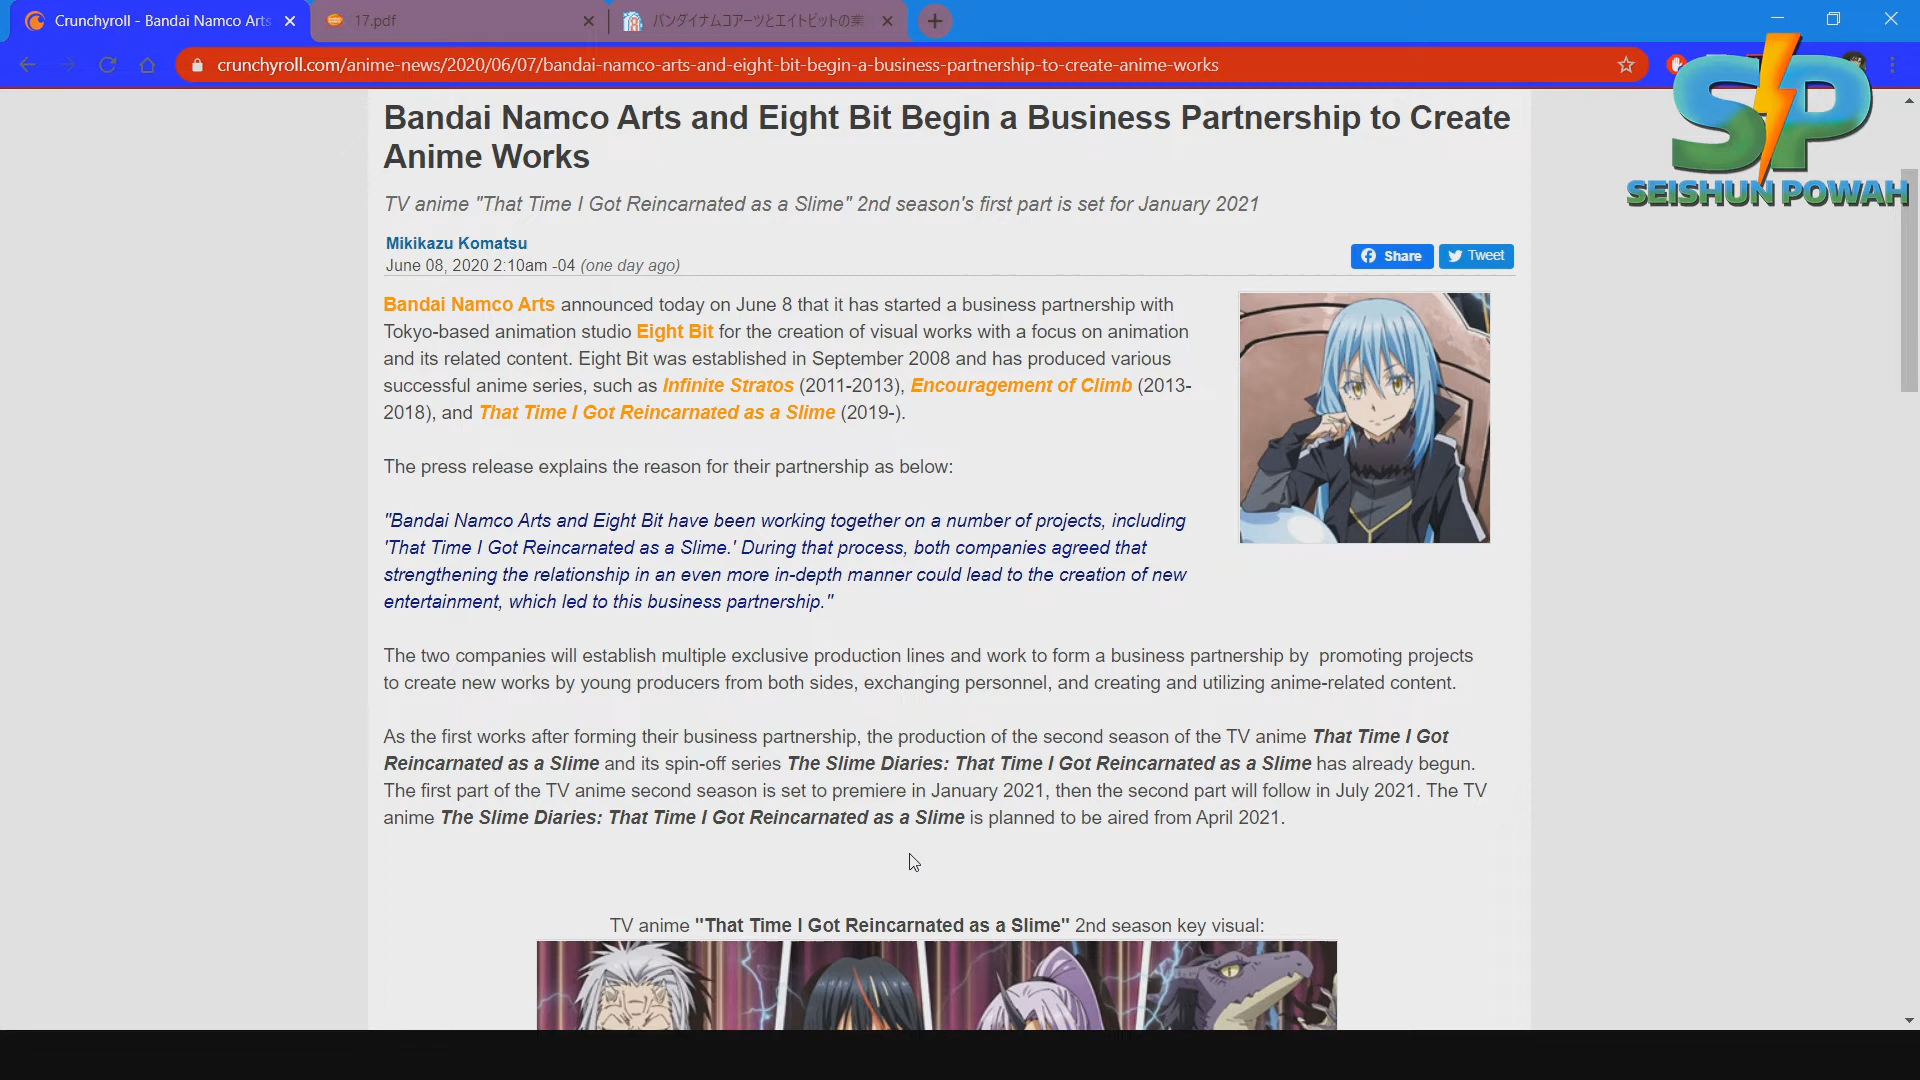 Crunchyroll - Bandai Namco Arts
17.pdf
バンダイナムコアーツとエイトビットの業
crunchyroll.com/anime-news/2020/06/07/bandai-namco-arts-and-eight-bit-begin-a-business-partnership-to-create-anime-works
SP
SEISHUN POWAH
Bandai Namco Arts and Eight Bit Begin a Business Partnership to Create
Anime Works
TV anime "That Time I Got Reincarnated as a Slime" 2nd season's first part is set for January 2021
Mikikazu Komatsu
June 08, 2020 2:10am -04 (one day ago)
Share
Tweet
Bandai Namco Arts announced today on June 8 that it has started a business partnership with
Tokyo-based animation studio Eight Bit for the creation of visual works with a focus on animation
and its related content. Eight Bit was established in September 2008 and has produced various
successful anime series, such as Infinite Stratos (2011-2013), Encouragement of Climb (2013-
2018), and That Time I Got Reincarnated as a Slime (2019-).
The press release explains the reason for their partnership as below:
"Bandai Namco Arts and Eight Bit have been working together on a number of projects, including
'That Time I Got Reincarnated as a Slime.' During that process, both companies agreed that
strengthening the relationship in an even more in-depth manner could lead to the creation of new
entertainment, which led to this business partnership."
The two companies will establish multiple exclusive production lines and work to form a business partnership by  promoting projects
to create new works by young producers from both sides, exchanging personnel, and creating and utilizing anime-related content.
As the first works after forming their business partnership, the production of the second season of the TV anime That Time I Got
Reincarnated as a Slime and its spin-off series The Slime Diaries: That Time I Got Reincarnated as a Slime has already begun.
The first part of the TV anime second season is set to premiere in January 2021, then the second part will follow in July 2021. The TV
anime The Slime Diaries: That Time I Got Reincarnated as a Slime is planned to be aired from April 2021.
TV anime "That Time I Got Reincarnated as a Slime" 2nd season key visual: